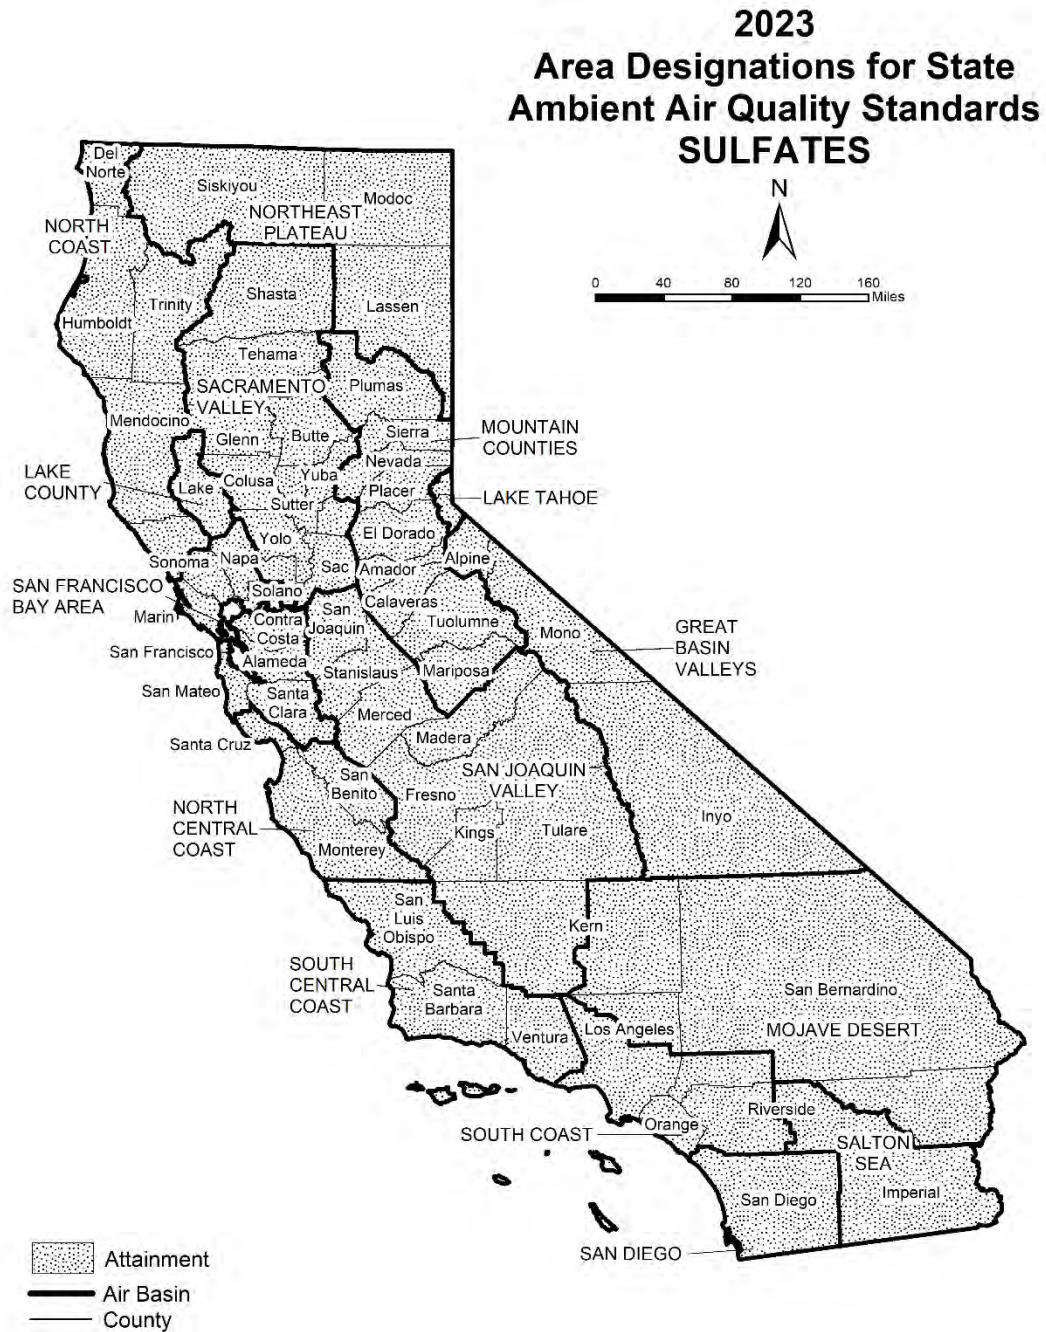 2023
Area Designations for State
Ambient Air Quality Standards
SULFATES
N
0 40 80 120 160
Miles
Del
Norte
Siskiyou
Modoc
NORTHEAST
PLATEAU
NORTH
COAST
Trinity
Shasta
Lassen
Humboldt
Tehama
Plumas
SACRAMENTO
VALLEY
Mendocino
Glenn
Butte
Sierra
MOUNTAIN
COUNTIES
Nevada
LAKE
COUNTY
Lake
Colusa
Yuba
Placer
LAKE TAHOE
Sutter
El Dorado
Yolo
Sonoma
Napa
Sac
Amador
Alpine
SAN FRANCISCO
BAY AREA
Solano
Marin
Contra
Costa
San
Joaquin
Calaveras
Tuolumne
Mono
GREAT
BASIN
VALLEYS
San Francisco
Alameda
Stanislaus
Mariposa
San Mateo
Santa
Clara
Merced
Madera
Santa Cruz
San
Benito
Fresno
SAN JOAQUIN
VALLEY
NORTH
CENTRAL
COAST
Monterey
Kings
Tulare
Inyo
San
Luis
Obispo
Kern
SOUTH
CENTRAL
COAST
Santa
Barbara
Ventura
Los Angeles
San Bernardino
MOJAVE DESERT
Orange
Riverside
SOUTH COAST
SALTON
SEA
San Diego
Imperial
SAN DIEGO
Attainment
Air Basin
County